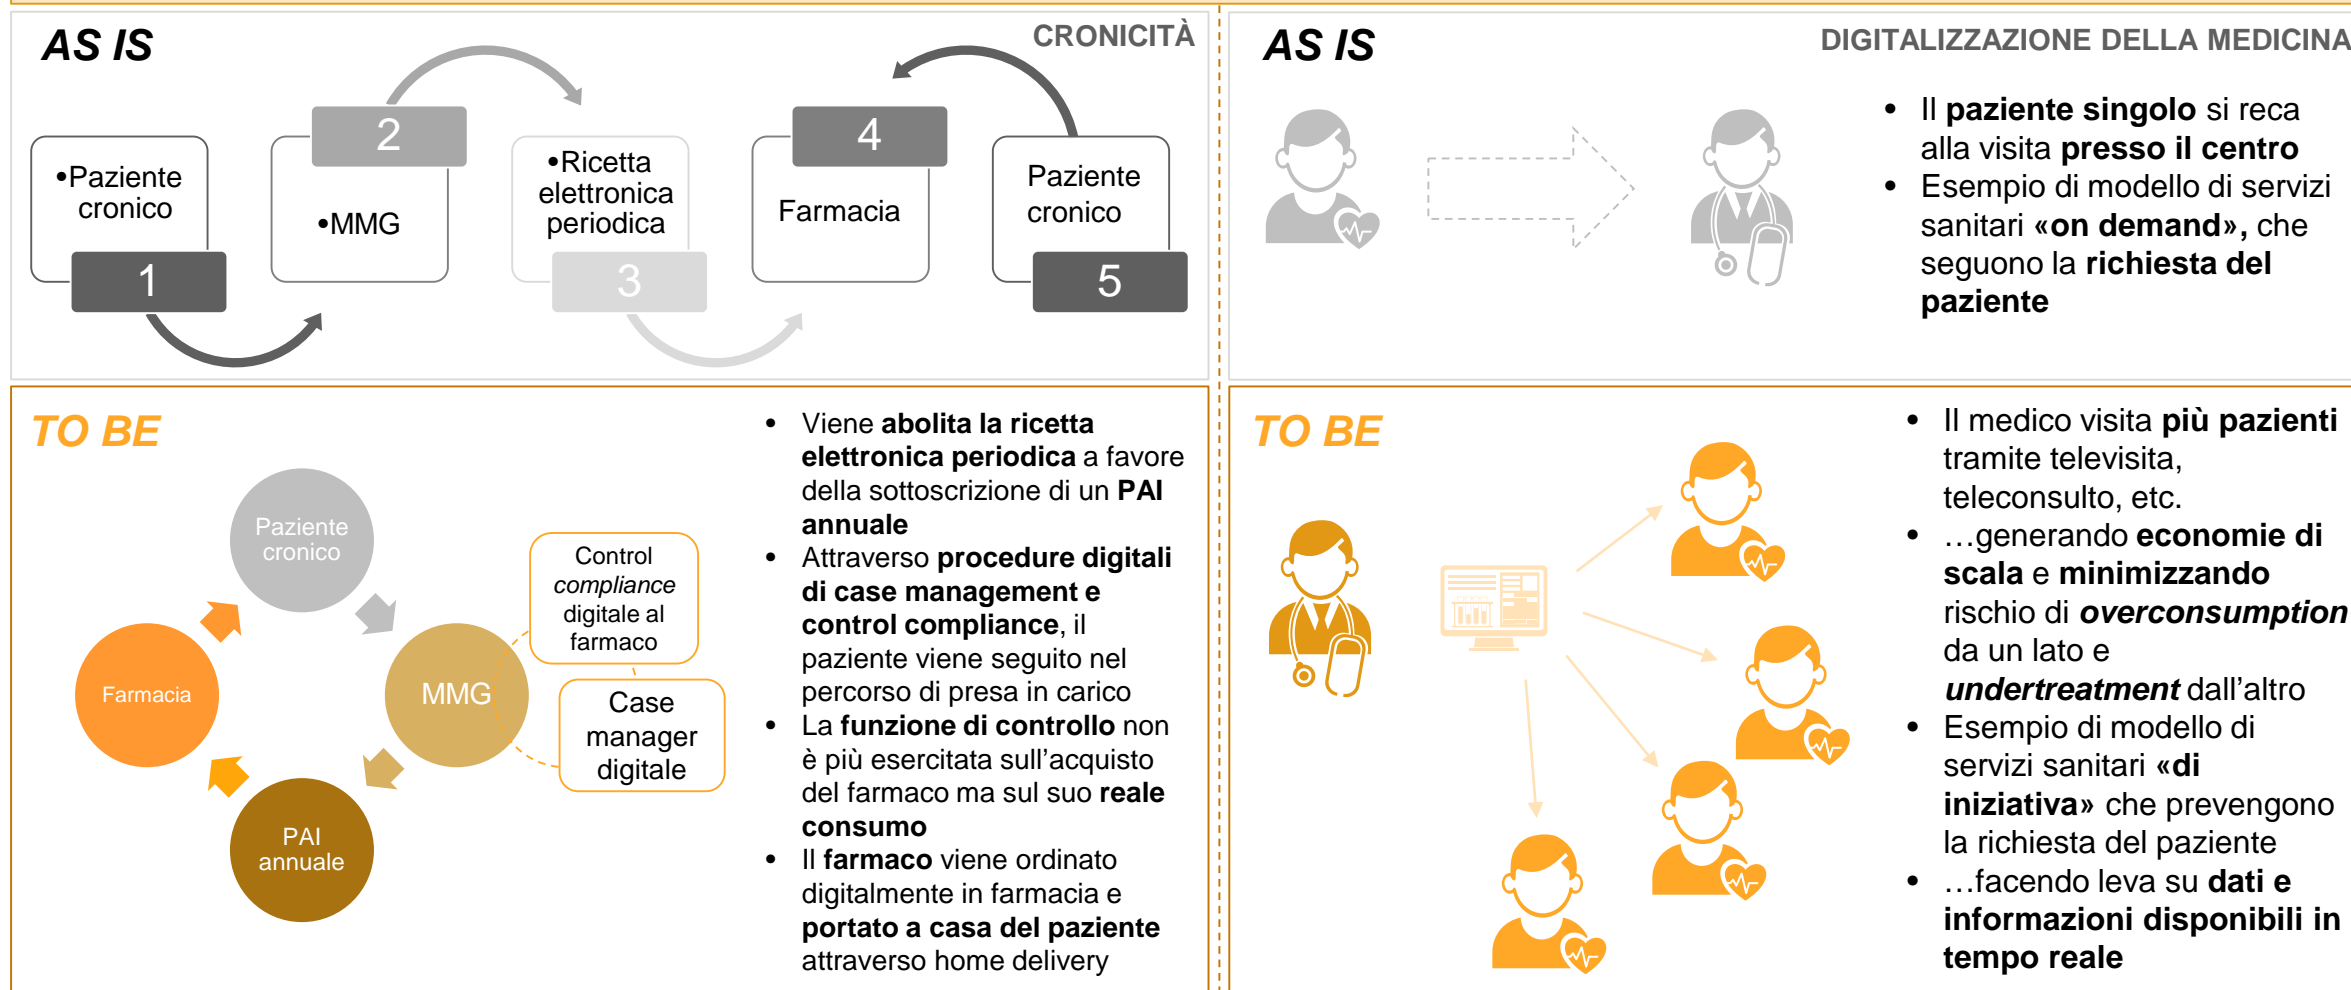 AS IS
CRONICITÀ
•Paziente
cronico
1
2
•MMG
•Ricetta
elettronica
periodica
3
4
Farmacia
Paziente
cronico
5
AS IS
DIGITALIZZAZIONE DELLA MEDICINA
• Il paziente singolo si reca
alla visita presso il centro
• Esempio di modello di servizi
sanitari «on demand», che
seguono la richiesta del
paziente
TO BE
Paziente
cronico
MMG
PAI
annuale
Farmacia
Control
compliance
digitale al
farmaco
Case
manager
digitale
• Viene abolita la ricetta
elettronica periodica a favore
della sottoscrizione di un PAI
annuale
• Attraverso procedure digitali
di case management e
control compliance, il
paziente viene seguito nel
percorso di presa in carico
• La funzione di controllo non
è più esercitata sull’acquisto
del farmaco ma sul suo reale
consumo
• Il farmaco viene ordinato
digitalmente in farmacia e
portato a casa del paziente
attraverso home delivery
TO BE
• Il medico visita più pazienti
tramite televisita,
teleconsulto, etc.
• …generando economie di
scala e minimizzando
rischio di overconsumption
da un lato e
undertreatment dall’altro
• Esempio di modello di
servizi sanitari «di
iniziativa» che prevengono
la richiesta del paziente
• …facendo leva su dati e
informazioni disponibili in
tempo reale